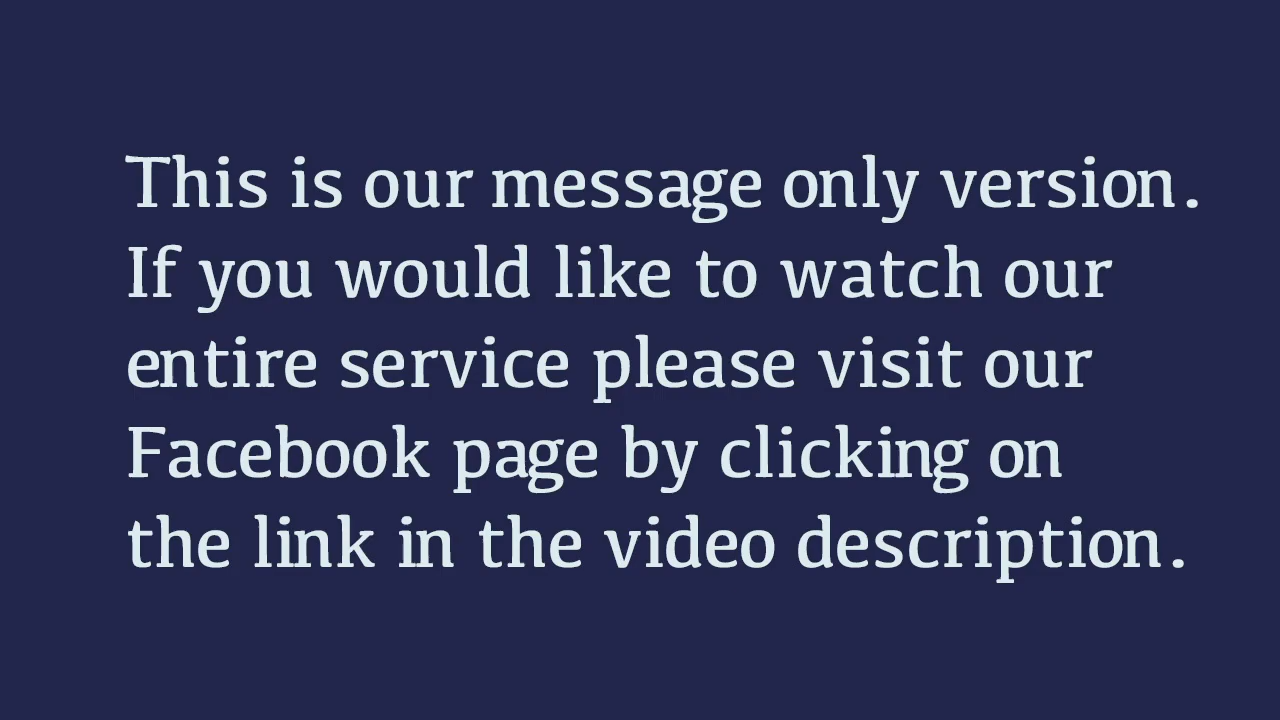 This is our message only version.
If you would like to watch our
entire service please visit our
Facebook page by clicking on
the link in the video description.